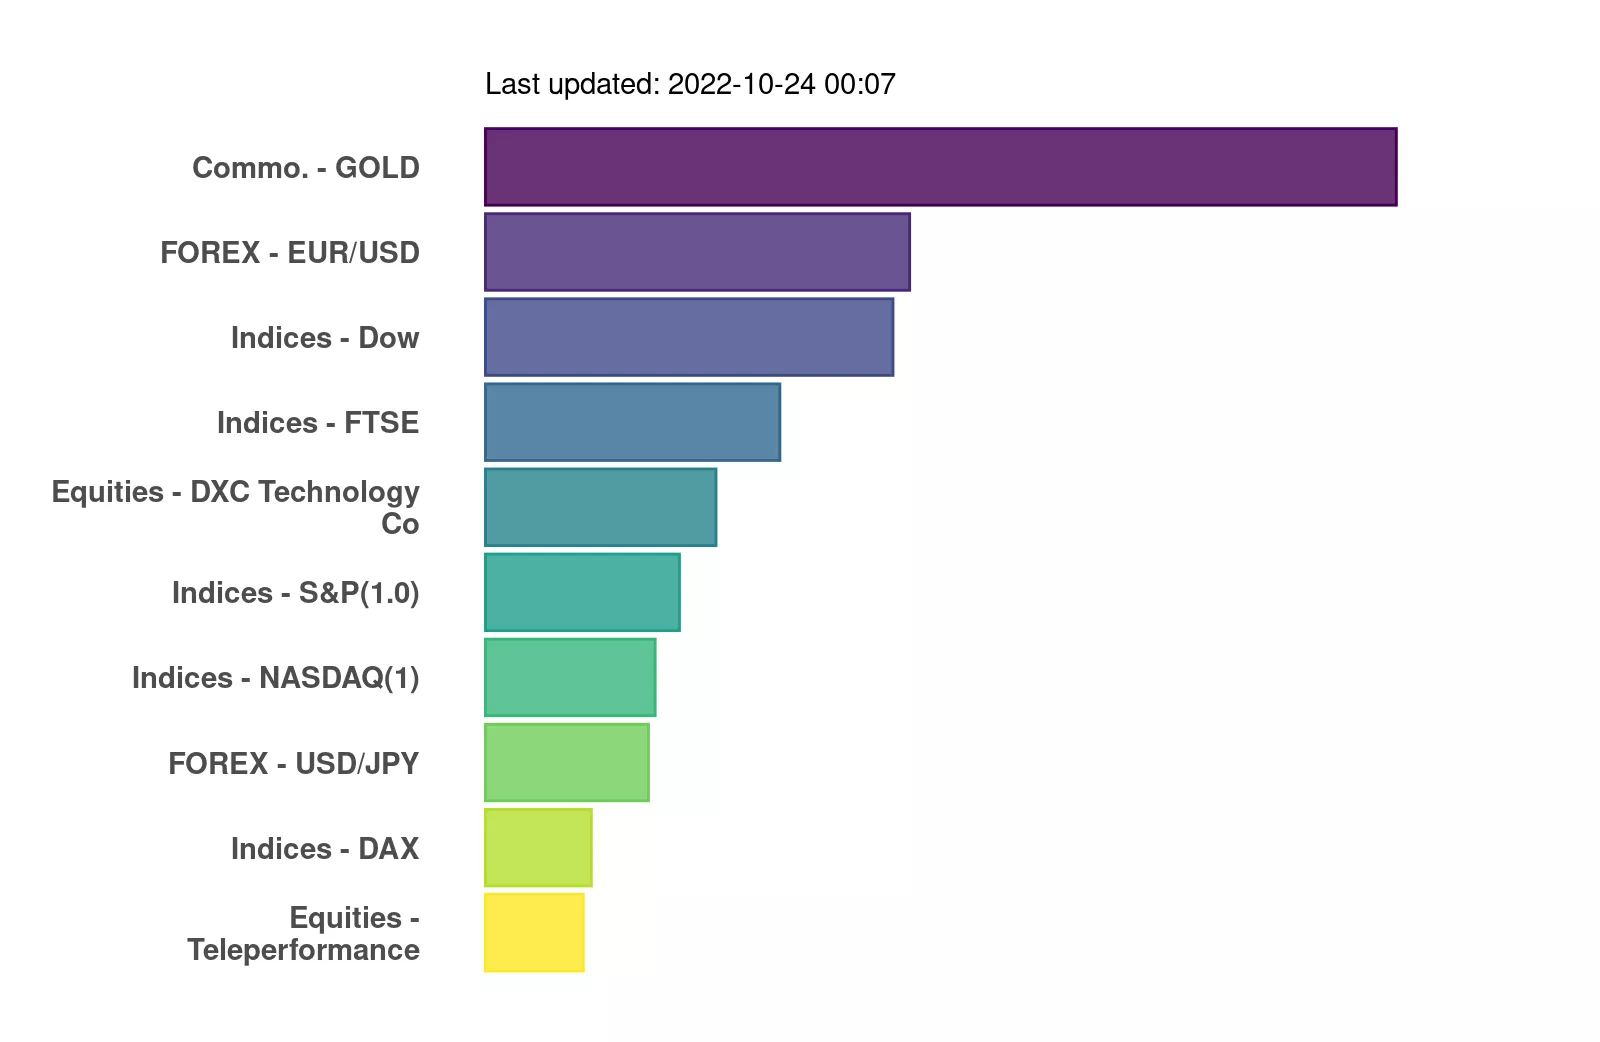 Last updated: 2022-10-24 00:07
Commo. - GOLD
FOREX - EUR/USD
Indices - Dow
Indices - FTSE
Equities - DXC Technology
Co
Indices - S&P(1.0)
Indices - NASDAQ(1)
FOREX - USD/JPY
Indices - DAX
Equities -
Teleperformance